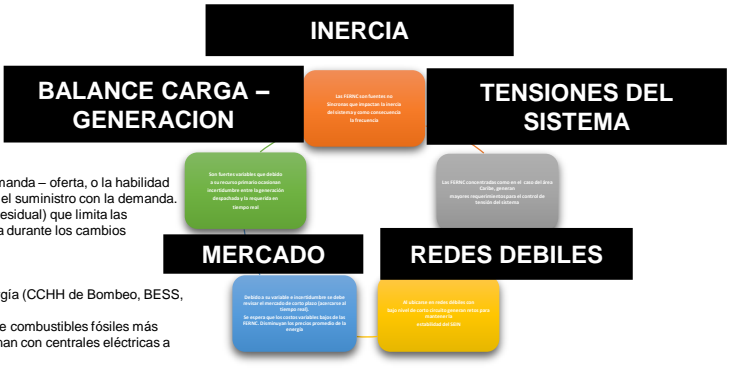 INERCIA
BALANCE CARGA –
GENERACION
TENSIONES DEL
SISTEMA
Las FERNC son fuentes no
Síncronas que impactan la inercia
del sistema y como consecuencia
la frecuencia
Son fuentes variables que debido
a su recurso primario ocasionan
incertidumbre entre la generación
despachada y la requerida en
tiempo real
Las FERNC concentradas como en el caso del área
Caribe, generan
mayores requerimientos para el control de
tensión del sistema
manda – oferta, o la habilidad
el suministro con la demanda.
residual) que limita las
a durante los cambios
MERCADO
REDES DEBILES
rgía (CCHH de Bombeo, BESS,
e combustibles fósiles más
nan con centrales eléctricas a
Debido a su variable e incertidumbre se debe
revisar el mercado de corto plazo (acercarse al
tiempo real).
Se espera que los costos variables bajos de las
FERNC. Disminuyan los precios promedio de la
energía
Al ubicarse en redes débiles con
bajo nivel de corto circuito generan retos para
mantener la
estabilidad del SEIN